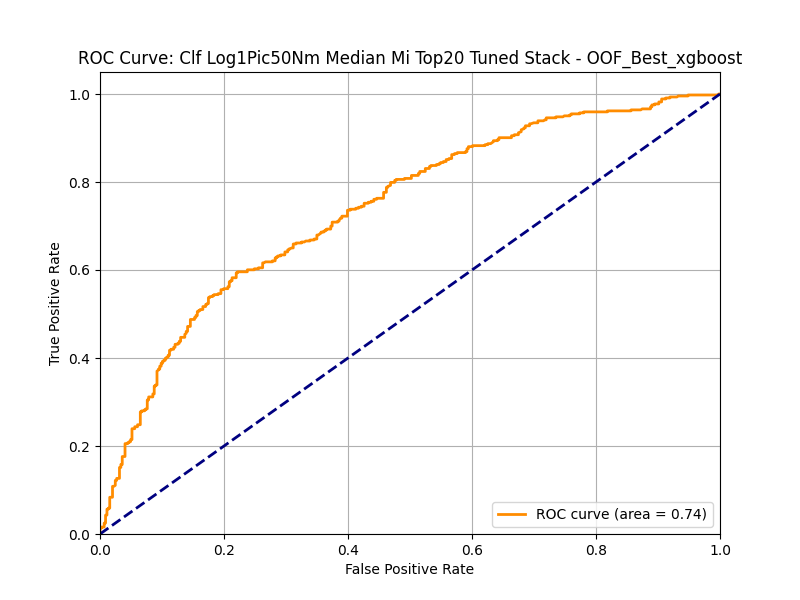 ROC Curve: Clf Log1Pic50Nm Median Mi Top20 Tuned Stack - OOF_Best_xgboost
True Positive Rate
1.0
0.8
0.6
0.4
0.2
0.0
ROC curve (area = 0.74)
0.0 0.2 0.4 0.6 0.8 1.0
False Positive Rate